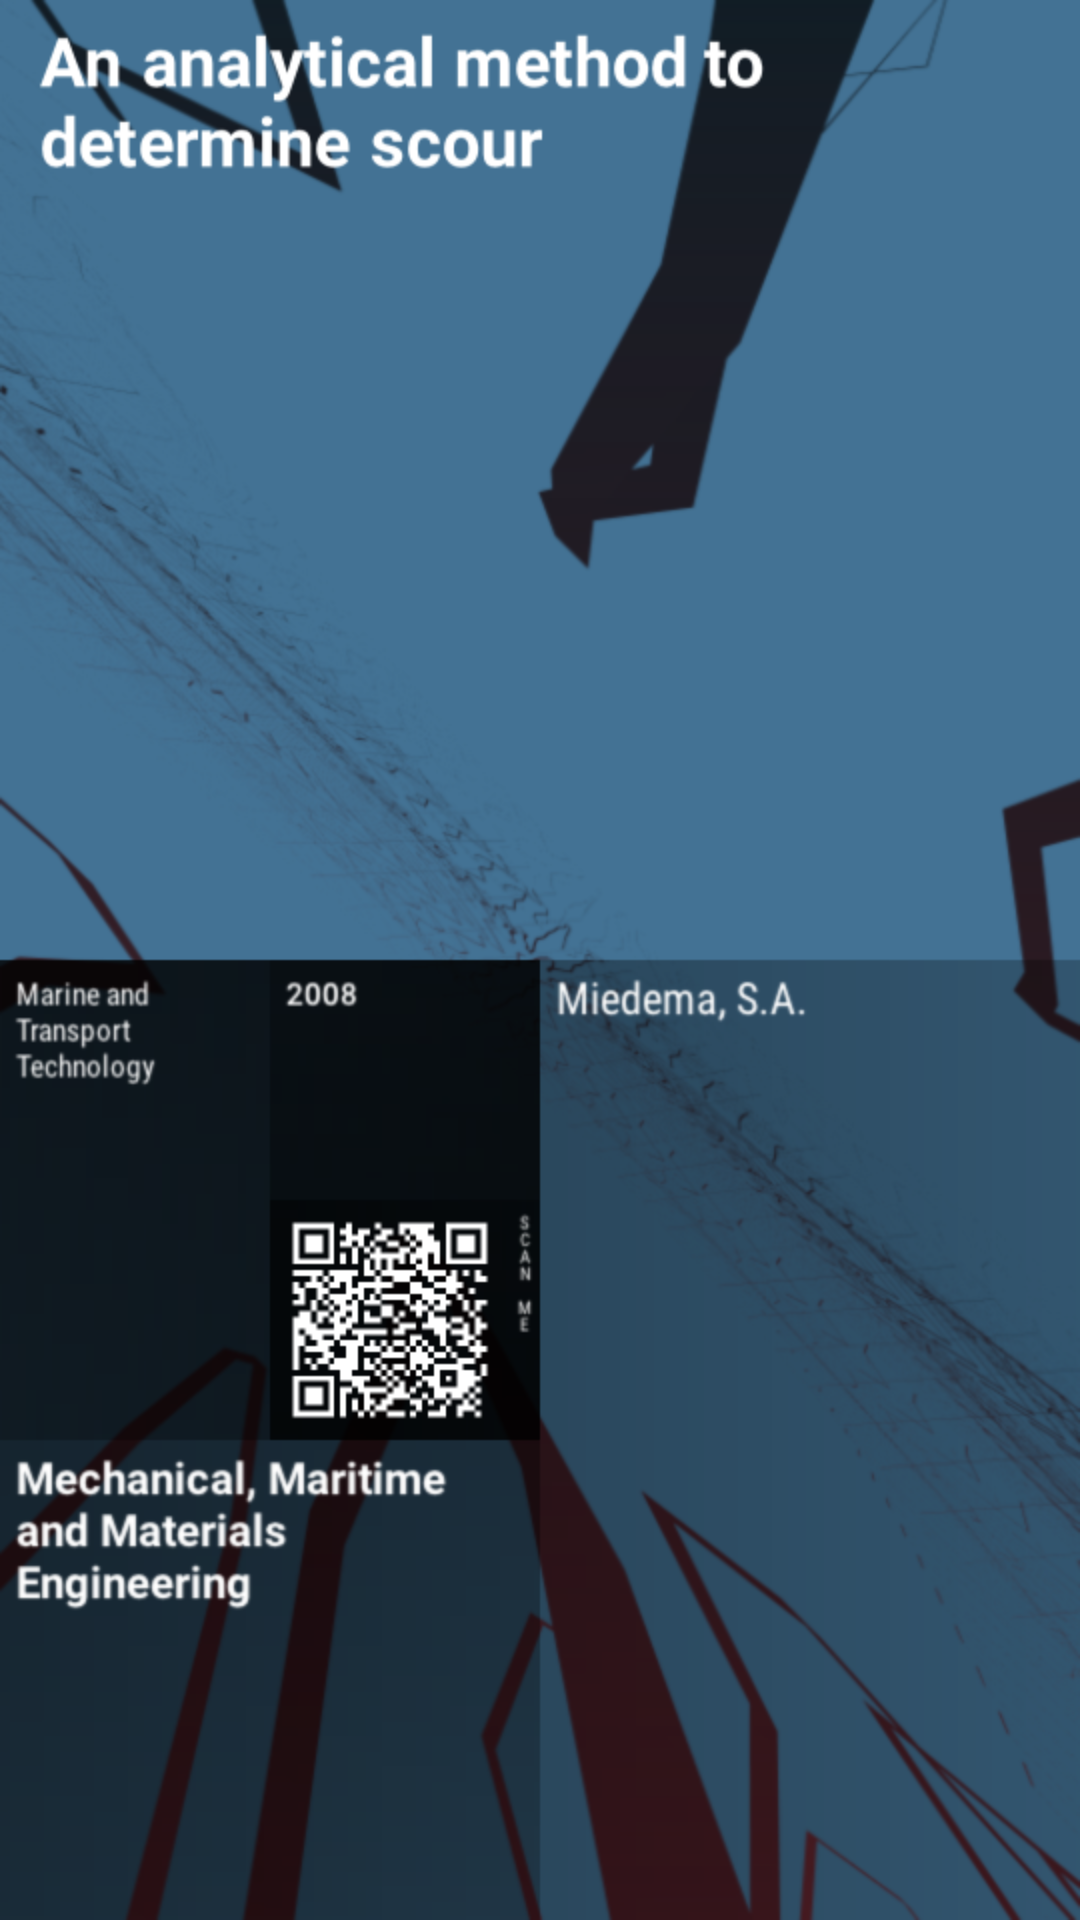 An analytical method to
determine scour
Marine and
Transport
Technology
2008
Miedema, S.A.
SCAN ME
Mechanical, Maritime
and Materials
Engineering